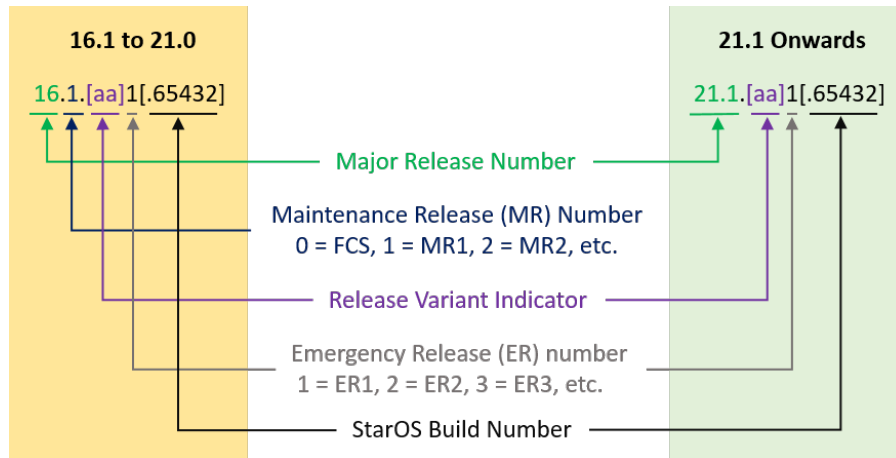 16.1 to 21.0
21.1 Onwards
16.1.[aa]1[.65432]
21.1.[aa]1[.65432]
Major Release Number
Maintenance Release (MR) Number
0 = FCS, 1 = MR1, 2 = MR2, etc.
Release Variant Indicator
Emergency Release (ER) number
1 = ER1, 2 = ER2, 3 = ER3, etc.
StarOS Build Number